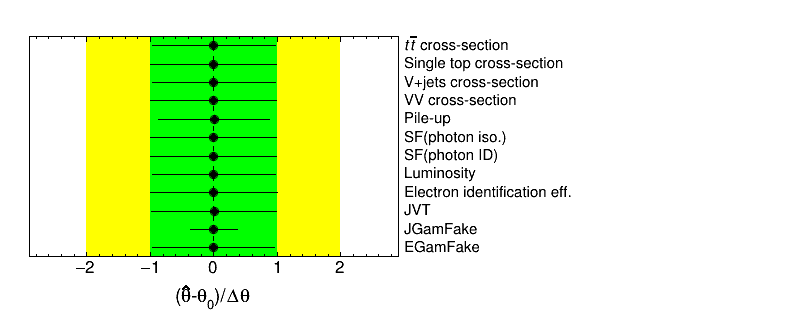 tt̄ cross-section
Single top cross-section
V+jets cross-section
VV cross-section
Pile-up
SF(photon iso.)
SF(photon ID)
Luminosity
Electron identification eff.
JVT
JGamFake
EGamFake
−2 −1 0 1 2
(θ̂-θ₀)/Δθ